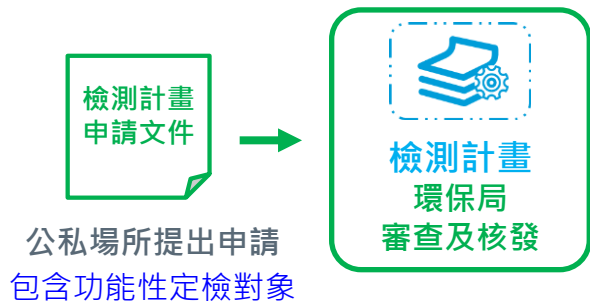 檢測計畫
申請文件
公私場所提出申請
包含功能性定檢對象
檢測計畫
環保局
審查及核發